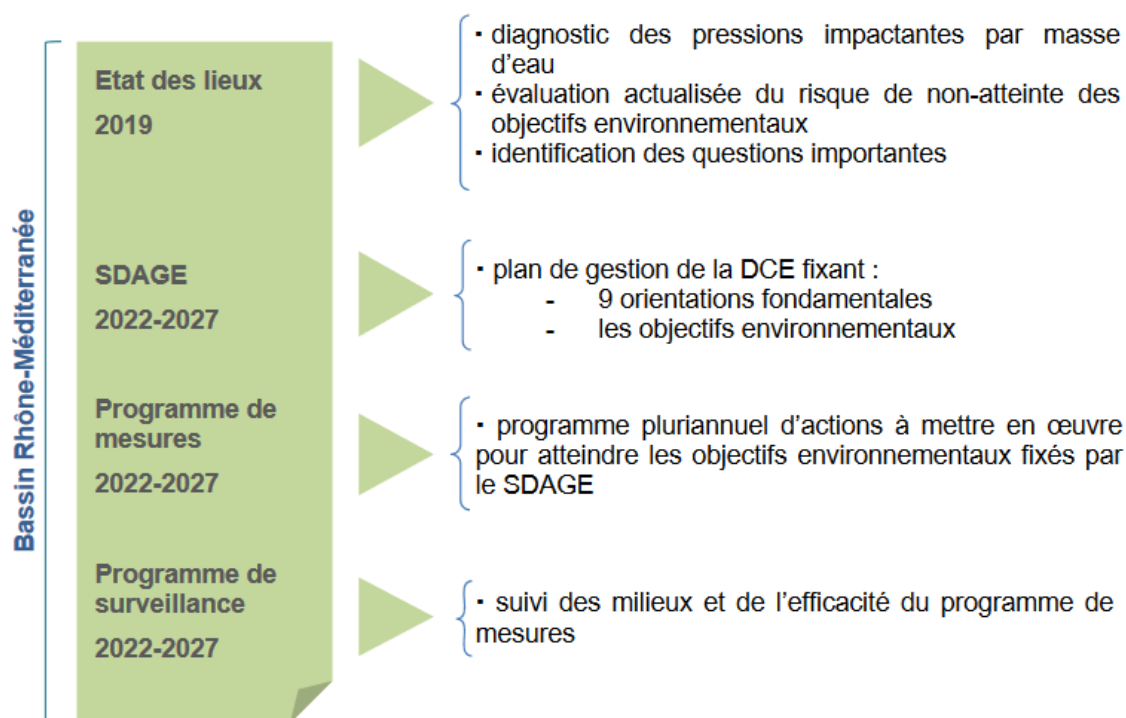 Bassin Rhône-Méditerranée
Etat des lieux
2019
▪ diagnostic des pressions impactantes par masse
d'eau
▪ évaluation actualisée du risque de non-atteinte des
objectifs environnementaux
▪ identification des questions importantes
SDAGE
2022-2027
▪ plan de gestion de la DCE fixant :
- 9 orientations fondamentales
- les objectifs environnementaux
Programme de
mesures
2022-2027
▪ programme pluriannuel d'actions à mettre en œuvre
pour atteindre les objectifs environnementaux fixés par
le SDAGE
Programme de
surveillance
2022-2027
▪ suivi des milieux et de l'efficacité du programme de
mesures